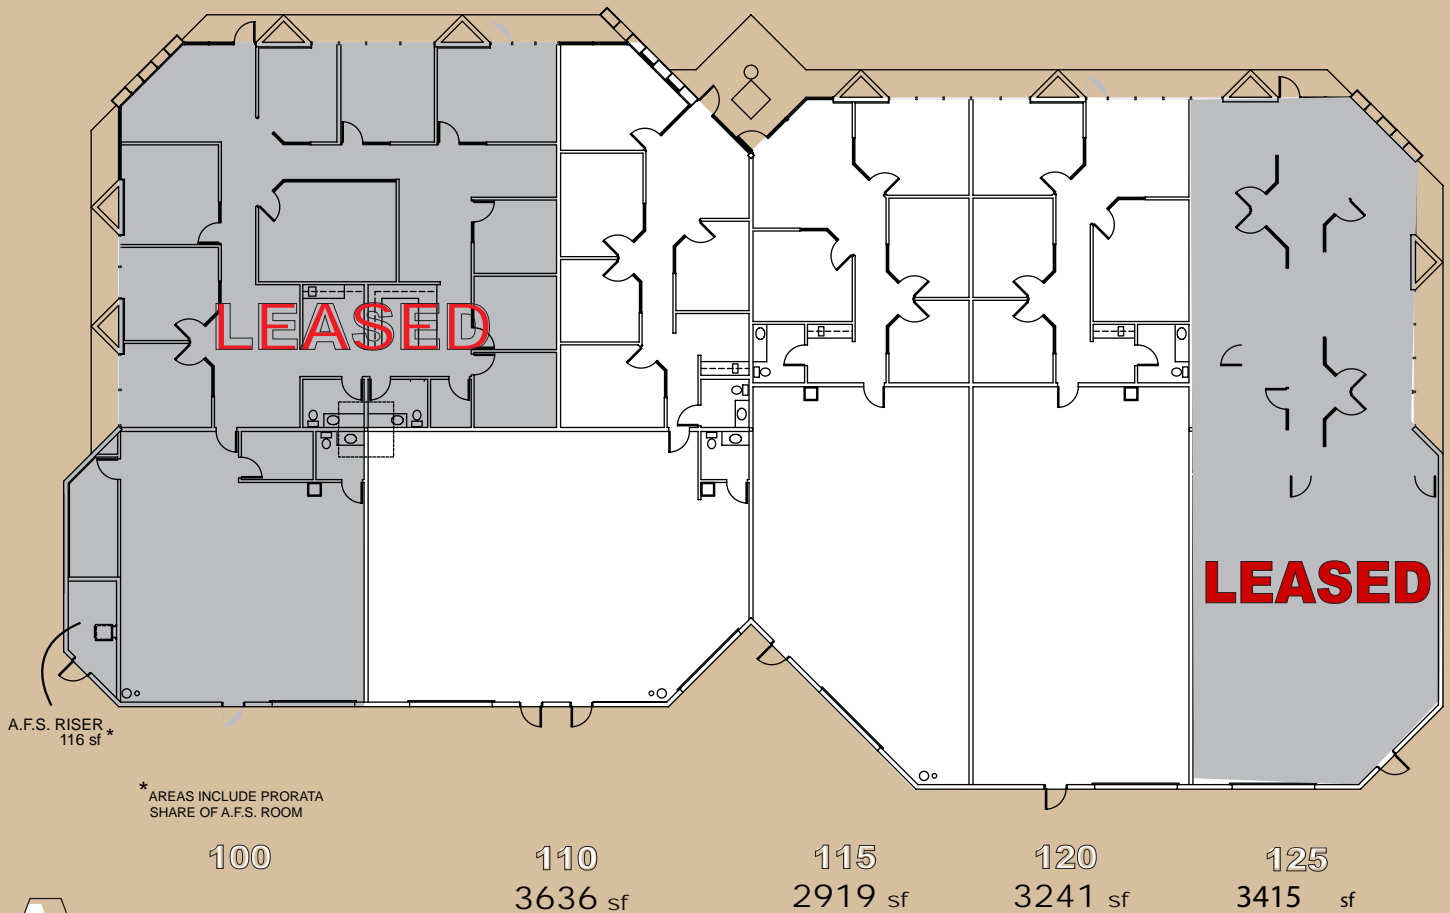 LEASED
LEASED
A.F.S. RISER
116 sf *
*AREAS INCLUDE PRORATA
SHARE OF A.F.S. ROOM
100 110 115 120 125
3636 sf 2919 sf 3241 sf 3415 sf